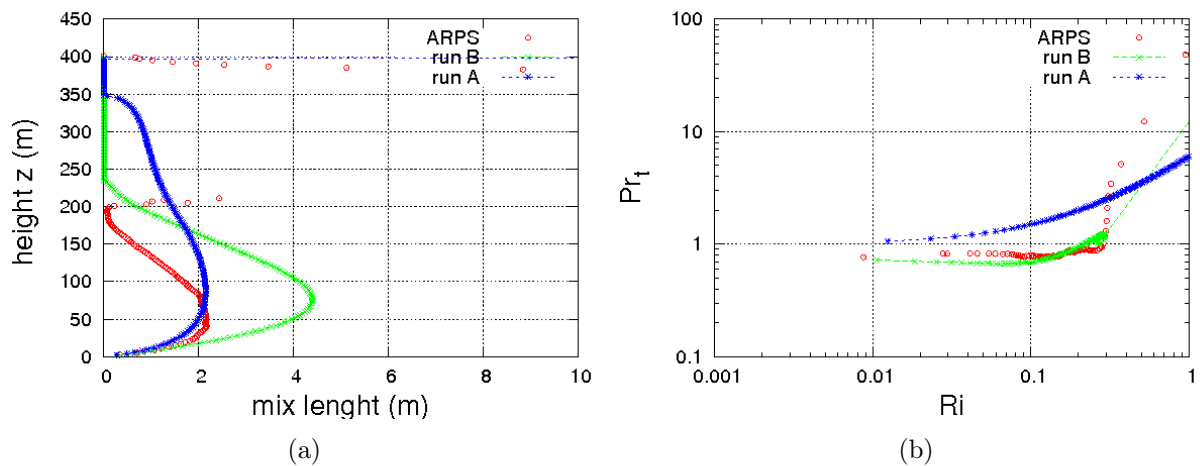 450
400
350
300
250
200
150
100
50
0
0
2
4
6
8
10
height z (m)
mix lenght (m)
ARPS
run B
run A
(a)
100
10
1
0.1
0.001
0.01
0.1
1
Pr_t
Ri
ARPS
run B
run A
(b)